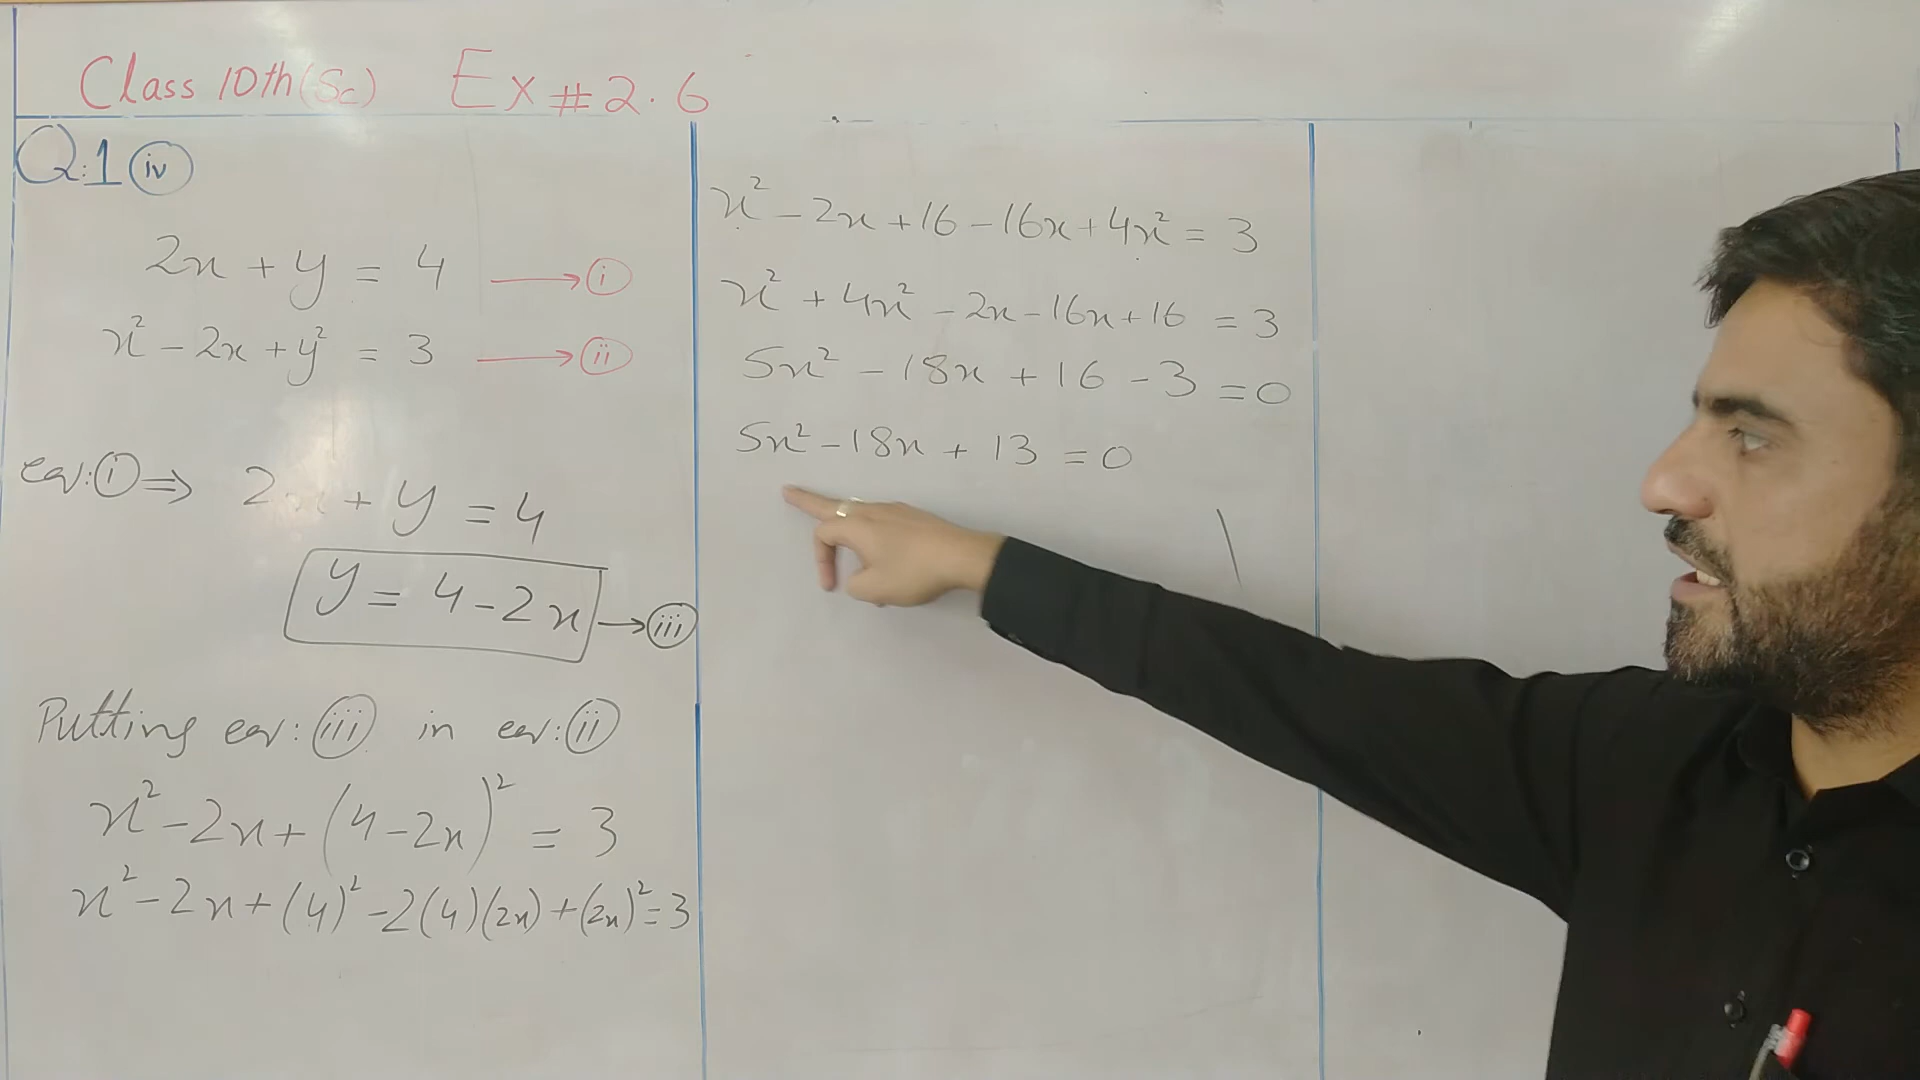 Class 10th (Sc) Ex # 2.6
Q:1 (iv)
2x + y = 4 → (i)
x² - 2x + y² = 3 → (ii)
eq: (i) ⇒ 2x + y = 4
y = 4 - 2x → (iii)
Putting eq: (iii) in eq: (ii)
x² - 2x + (4 - 2x)² = 3
x² - 2x + (4)² - 2(4)(2x) + (2x)² = 3
x² - 2x + 16 - 16x + 4x² = 3
x² + 4x² - 2x - 16x + 16 = 3
5x² - 18x + 16 - 3 = 0
5x² - 18x + 13 = 0